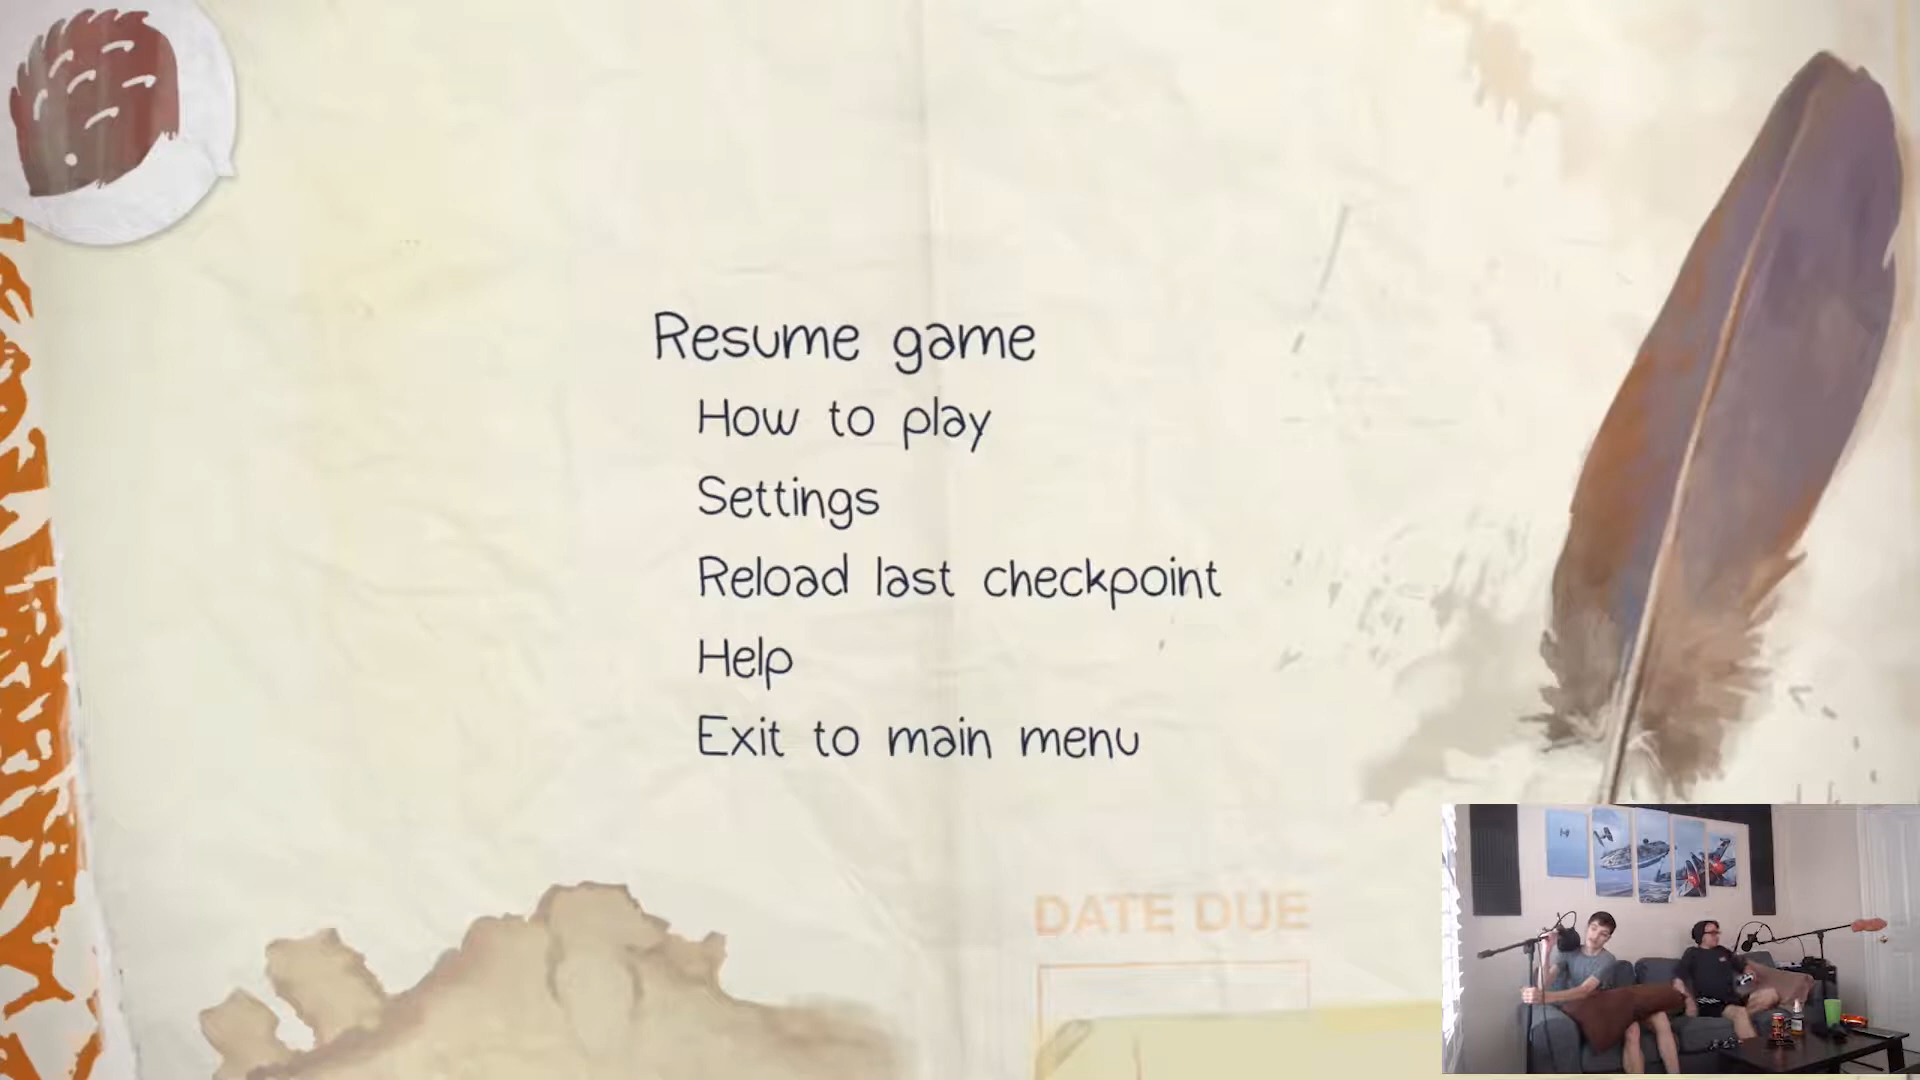 Resume game
How to play
Settings
Reload last checkpoint
Help
Exit to main menu
DATE DUE